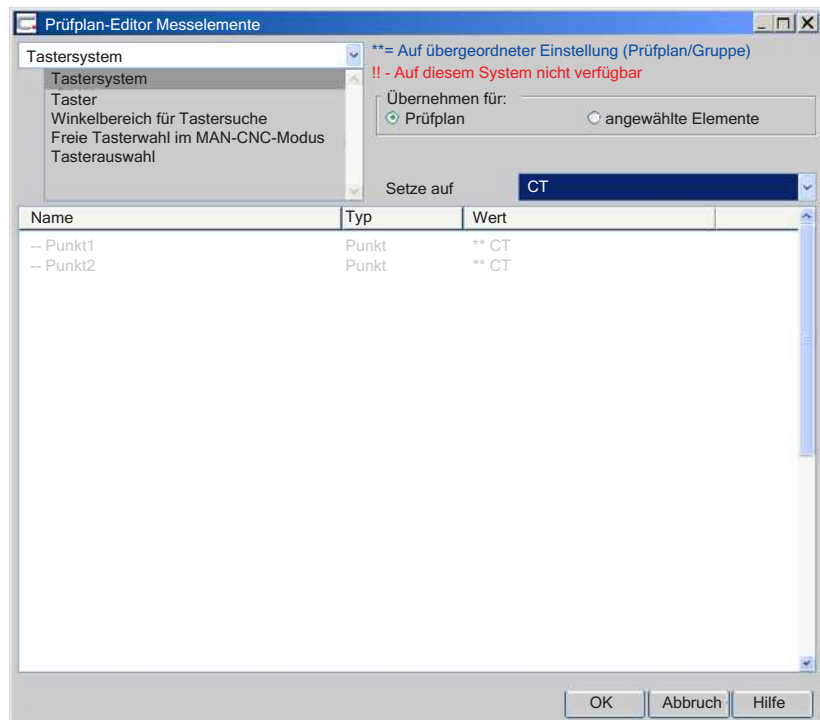 Prüfplan-Editor Messelemente
Tastersystem
**= Auf übergeordneter Einstellung (Prüfplan/Gruppe)
!! - Auf diesem System nicht verfügbar
Tastersystem
Taster
Winkelbereich für Tastersuche
Freie Tasterwahl im MAN-CNC-Modus
Tasterauswahl
Übernehmen für:
Prüfplan
angewählte Elemente
Setze auf
CT
Name Typ Wert
-- Punkt1 Punkt ** CT
-- Punkt2 Punkt ** CT
OK Abbruch Hilfe